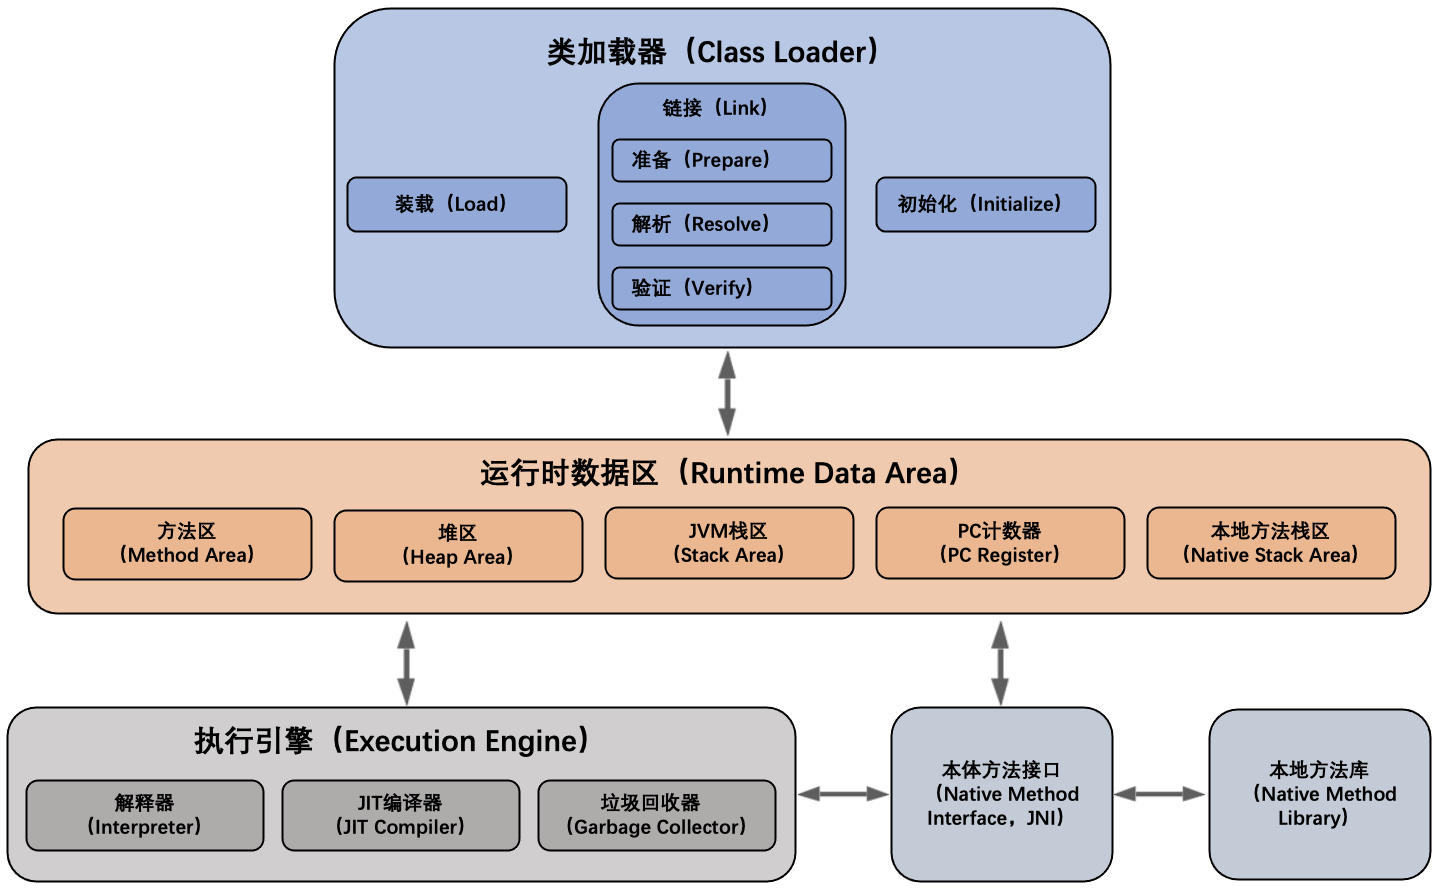 类加载器（Class Loader）
链接（Link）
准备（Prepare）
装载（Load）
初始化（Initialize）
解析（Resolve）
验证（Verify）
运行时数据区（Runtime Data Area）
方法区
（Method Area）
堆区
（Heap Area）
JVM栈区
（Stack Area）
PC计数器
（PC Register）
本地方法栈区
（Native Stack Area）
执行引擎（Execution Engine）
解释器
（Interpreter）
JIT编译器
（JIT Compiler）
垃圾回收器
（Garbage Collector）
本体方法接口
（Native Method
Interface，JNI）
本地方法库
（Native Method
Library）